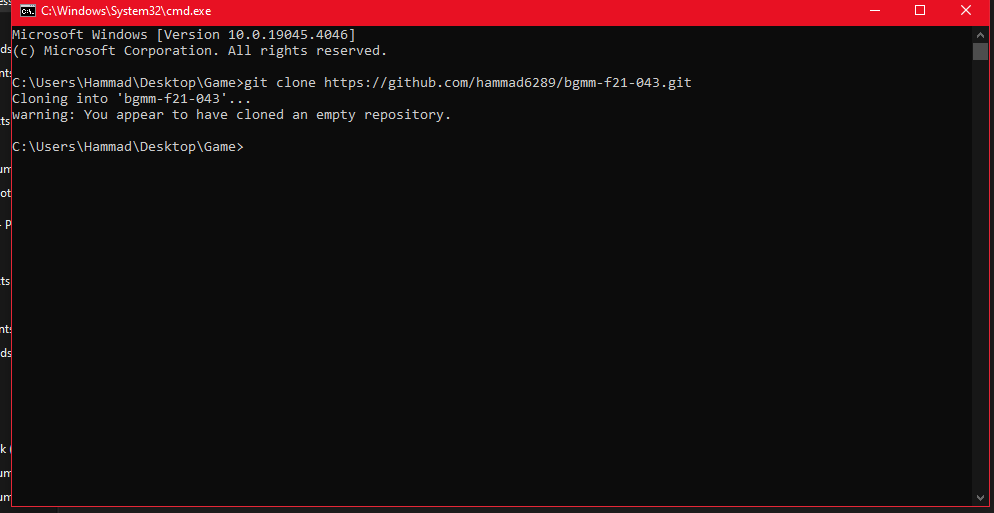 C:\Windows\System32\cmd.exe
Microsoft Windows [Version 10.0.19045.4046]
(c) Microsoft Corporation. All rights reserved.
C:\Users\Hammad\Desktop\Game>git clone https://github.com/hammad6289/bgmm-f21-043.git
Cloning into 'bgmm-f21-043'...
warning: You appear to have cloned an empty repository.
C:\Users\Hammad\Desktop\Game>